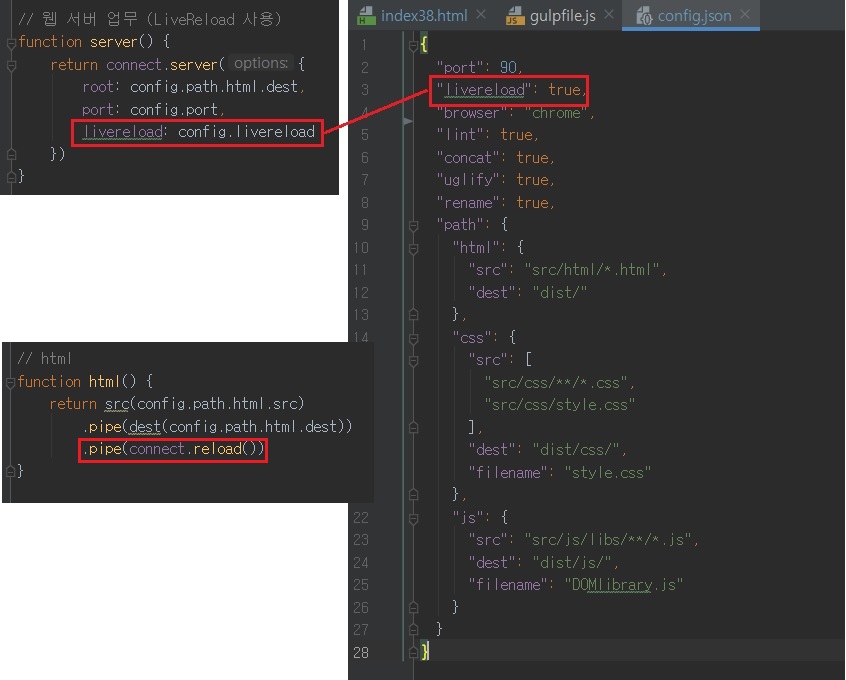 // 웹 서버 업무 (LiveReload 사용)
function server() {
return connect.server( options: {
root: config.path.html.dest,
port: config.port,
livereload: config.livereload
})
}
// html
function html() {
return src(config.path.html.src)
.pipe(dest(config.path.html.dest))
.pipe(connect.reload())
}
index38.html
gulpfile.js
config.json
1 {
2 "port": 90,
3 "livereload": true,
4 "browser": "chrome",
5 "lint": true,
6 "concat": true,
7 "uglify": true,
8 "rename": true,
9 "path": {
10 "html": {
11 "src": "src/html/*.html",
12 "dest": "dist/"
13 },
14 "css": {
"src": [
"src/css/**/*.css",
"src/css/style.css"
],
"dest": "dist/css/",
"filename": "style.css"
},
22 "js": {
23 "src": "src/js/libs/**/*.js",
24 "dest": "dist/js/",
25 "filename": "DOMlibrary.js"
26 }
27 }
28 }